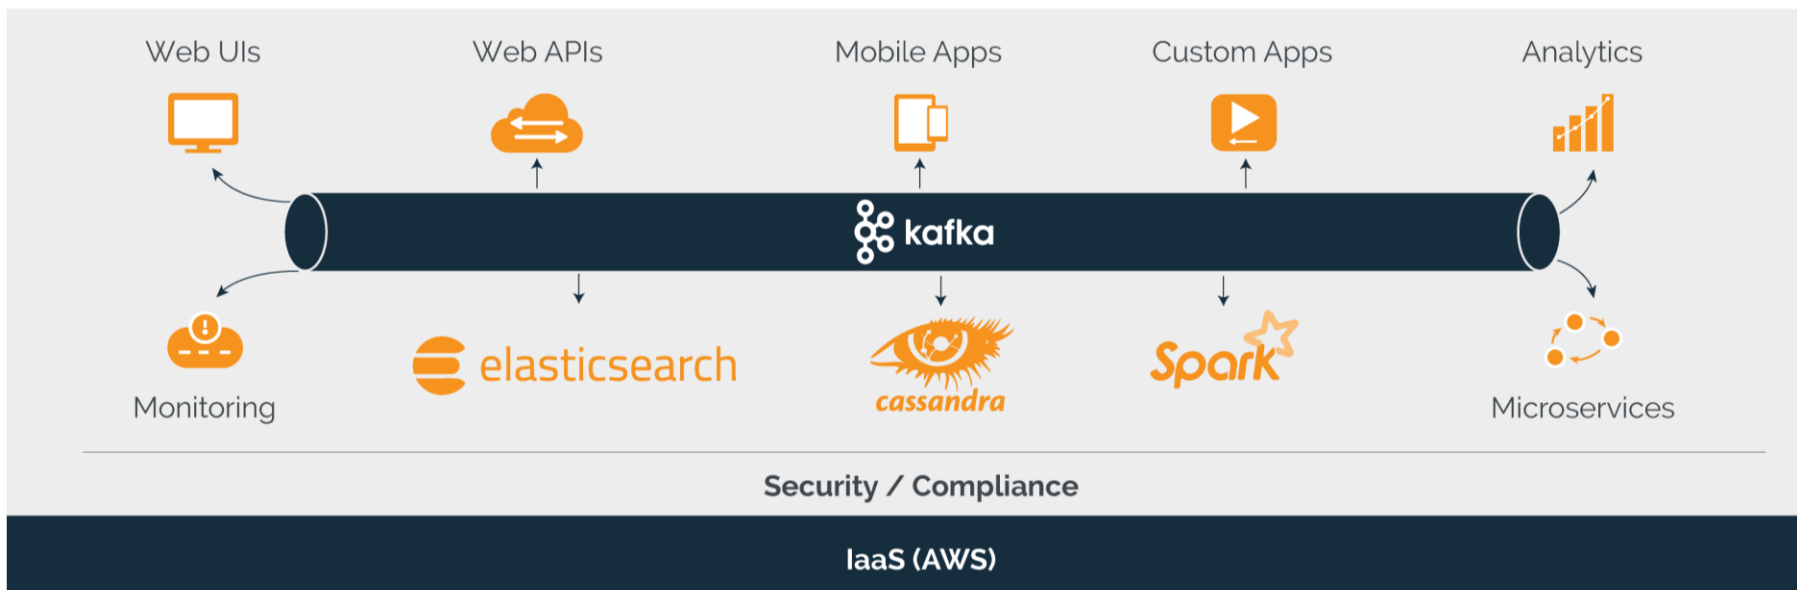 Web UIs
Web APIs
Mobile Apps
Custom Apps
Analytics
kafka
elasticsearch
cassandra
Spark
Monitoring
Microservices
Security / Compliance
IaaS (AWS)